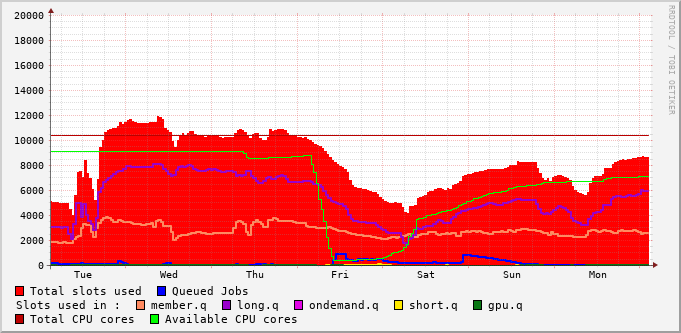 RRDTOOL / TOBI OETIKER
20000
18000
16000
14000
12000
10000
8000
6000
4000
2000
0
Tue Wed Thu Fri Sat Sun Mon
Total slots used Queued Jobs
Slots used in : member.q long.q ondemand.q short.q gpu.q
Total CPU cores Available CPU cores